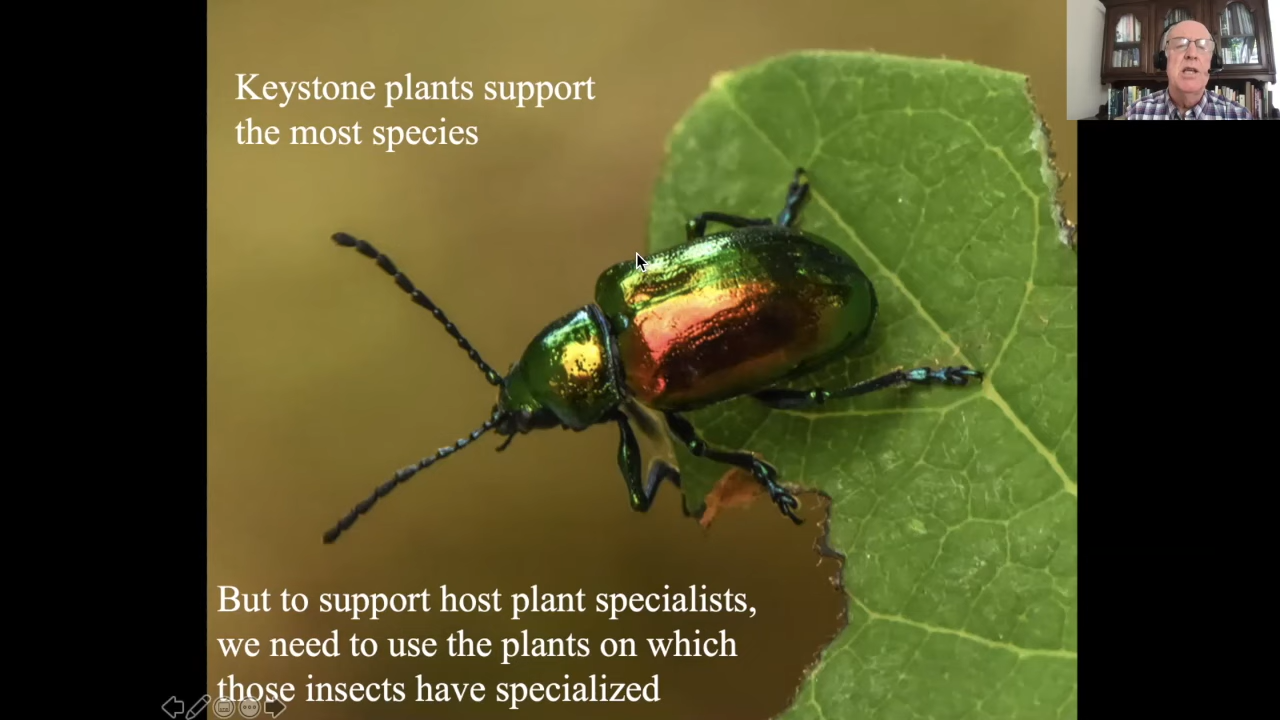 Keystone plants support
the most species
But to support host plant specialists,
we need to use the plants on which
those insects have specialized